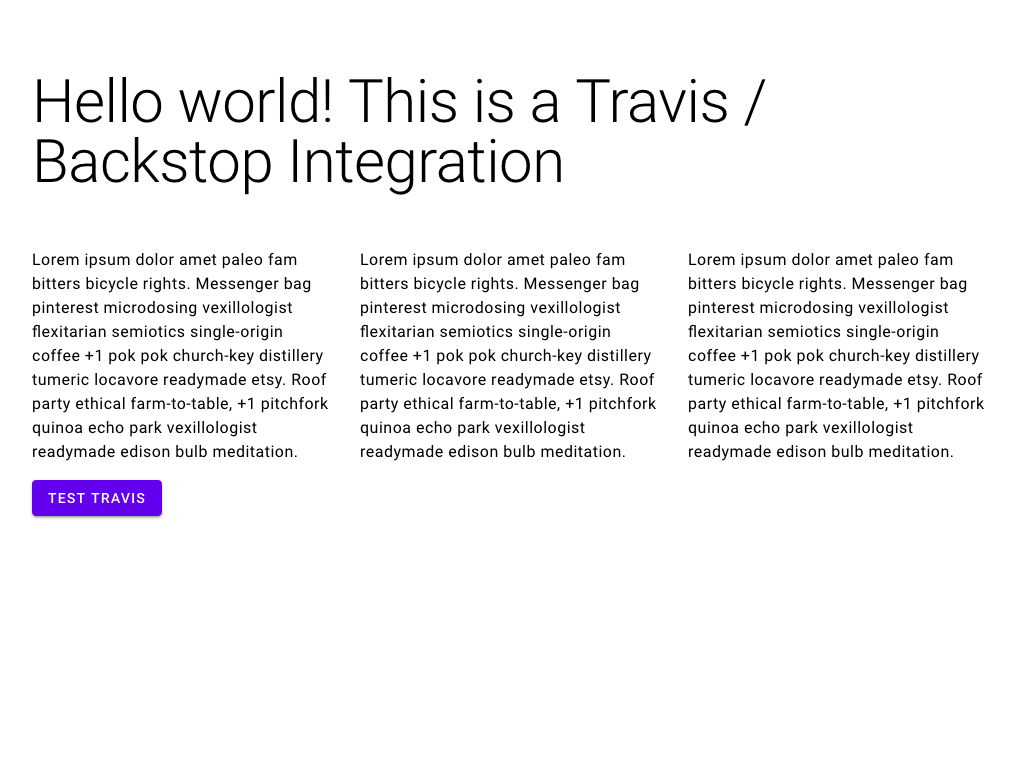 Hello world! This is a Travis /
Backstop Integration
Lorem ipsum dolor amet paleo fam
bitters bicycle rights. Messenger bag
pinterest microdosing vexillologist
flexitarian semiotics single-origin
coffee +1 pok pok church-key distillery
tumeric locavore readymade etsy. Roof
party ethical farm-to-table, +1 pitchfork
quinoa echo park vexillologist
readymade edison bulb meditation.
Lorem ipsum dolor amet paleo fam
bitters bicycle rights. Messenger bag
pinterest microdosing vexillologist
flexitarian semiotics single-origin
coffee +1 pok pok church-key distillery
tumeric locavore readymade etsy. Roof
party ethical farm-to-table, +1 pitchfork
quinoa echo park vexillologist
readymade edison bulb meditation.
Lorem ipsum dolor amet paleo fam
bitters bicycle rights. Messenger bag
pinterest microdosing vexillologist
flexitarian semiotics single-origin
coffee +1 pok pok church-key distillery
tumeric locavore readymade etsy. Roof
party ethical farm-to-table, +1 pitchfork
quinoa echo park vexillologist
readymade edison bulb meditation.
TEST TRAVIS